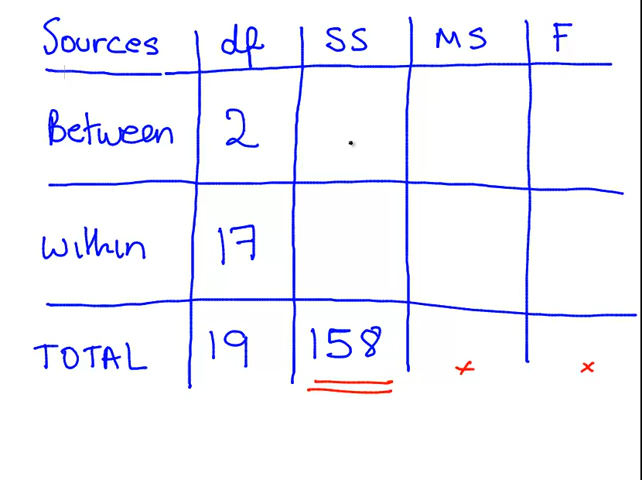 Sources df SS MS F
Between 2
Within 17
TOTAL 19 158 × ×